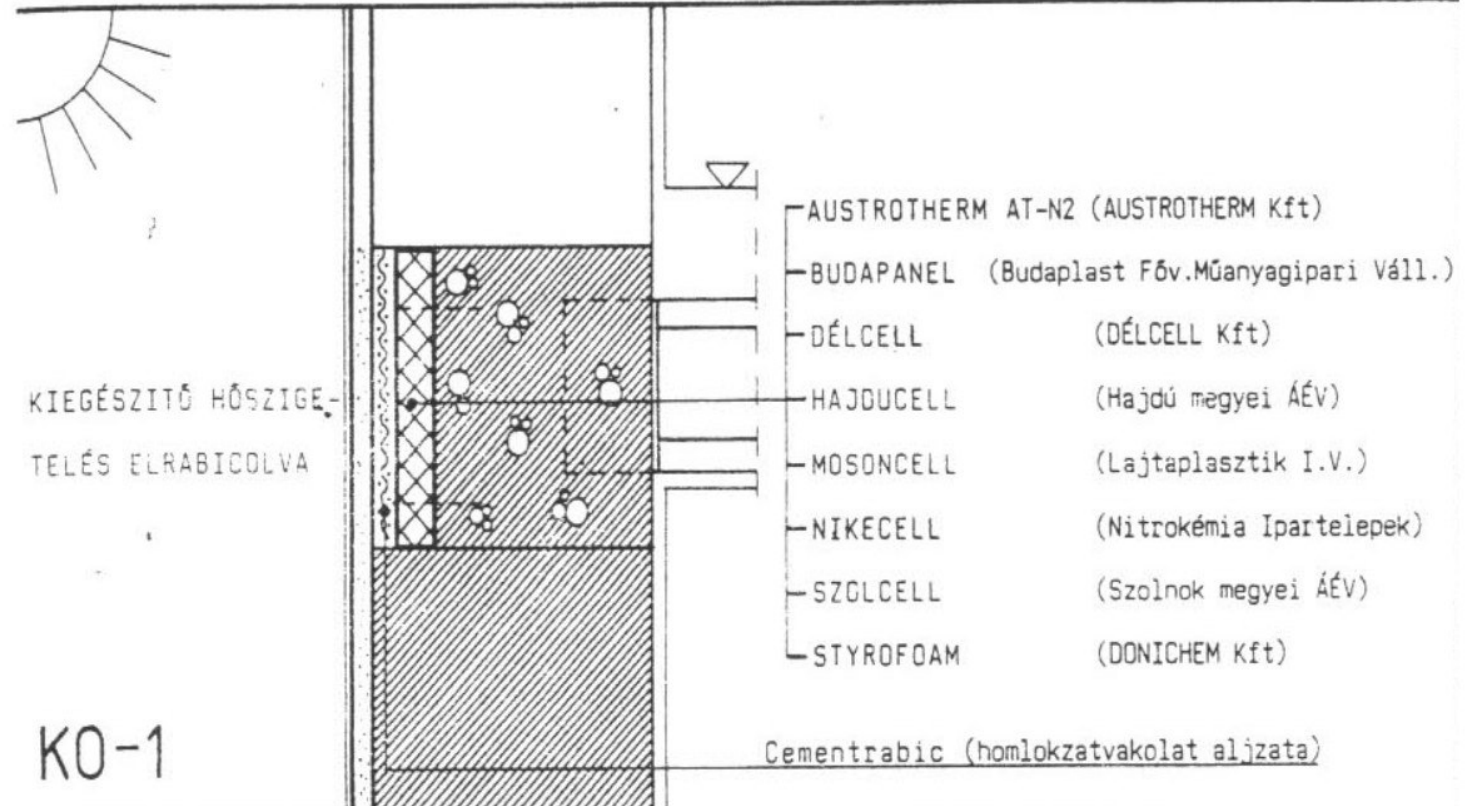 AUSTROTHERM AT-N2 (AUSTROTHERM Kft)
BUDAPANEL (Budaplast Főv.Műanyagipari Váll.)
DÉLCELL (DÉLCELL Kft)
KIEGÉSZITŐ HŐSZIGE-
TELÉS ELRABICOLVA
HAJDUCELL (Hajdú megyei ÁÉV)
MOSONCELL (Lajtaplasztik I.V.)
NIKECELL (Nitrokémia Ipartelepek)
SZOLCELL (Szolnok megyei ÁÉV)
STYROFOAM (DONICHEM Kft)
KO-1
Cementrabic (homlokzatvakolat aljzata)